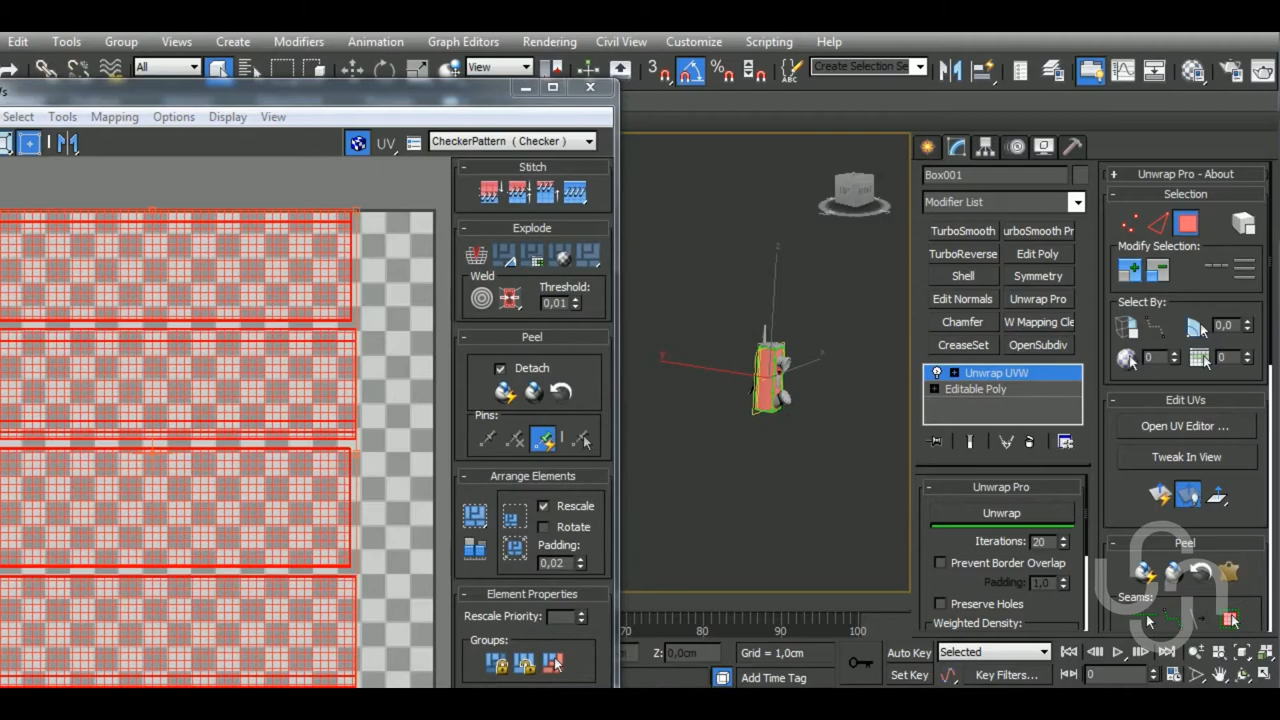 Edit Tools Group Views Create Modifiers Animation Graph Editors Rendering Civil View Customize Scripting Help
All View 3 ABC Create Selection Se
Select Tools Mapping Options Display View
UV CheckerPattern ( Checker )
Stitch
Explode
Weld
Threshold:
0,01
Peel
Detach
Pins:
Arrange Elements
Rescale
Rotate
Padding:
0,02
Element Properties
Rescale Priority:
Groups:
Box001
Modifier List
TurboSmooth urboSmooth Pr
TurboReverse Edit Poly
Shell Symmetry
Edit Normals Unwrap Pro
Chamfer W Mapping Cle
CreaseSet OpenSubdiv
Unwrap UVW
Editable Poly
Unwrap Pro
Unwrap
Iterations: 20
Prevent Border Overlap
Padding: 1,0
Preserve Holes
Weighted Density:
Unwrap Pro - About
Selection
Modify Selection:
Select By:
0,0
0 0
Edit UVs
Open UV Editor ...
Tweak In View
Peel
Seams:
70 80 90 100
Z: 0,0cm Grid = 1,0cm Auto Key Selected
Add Time Tag Set Key Key Filters... 0